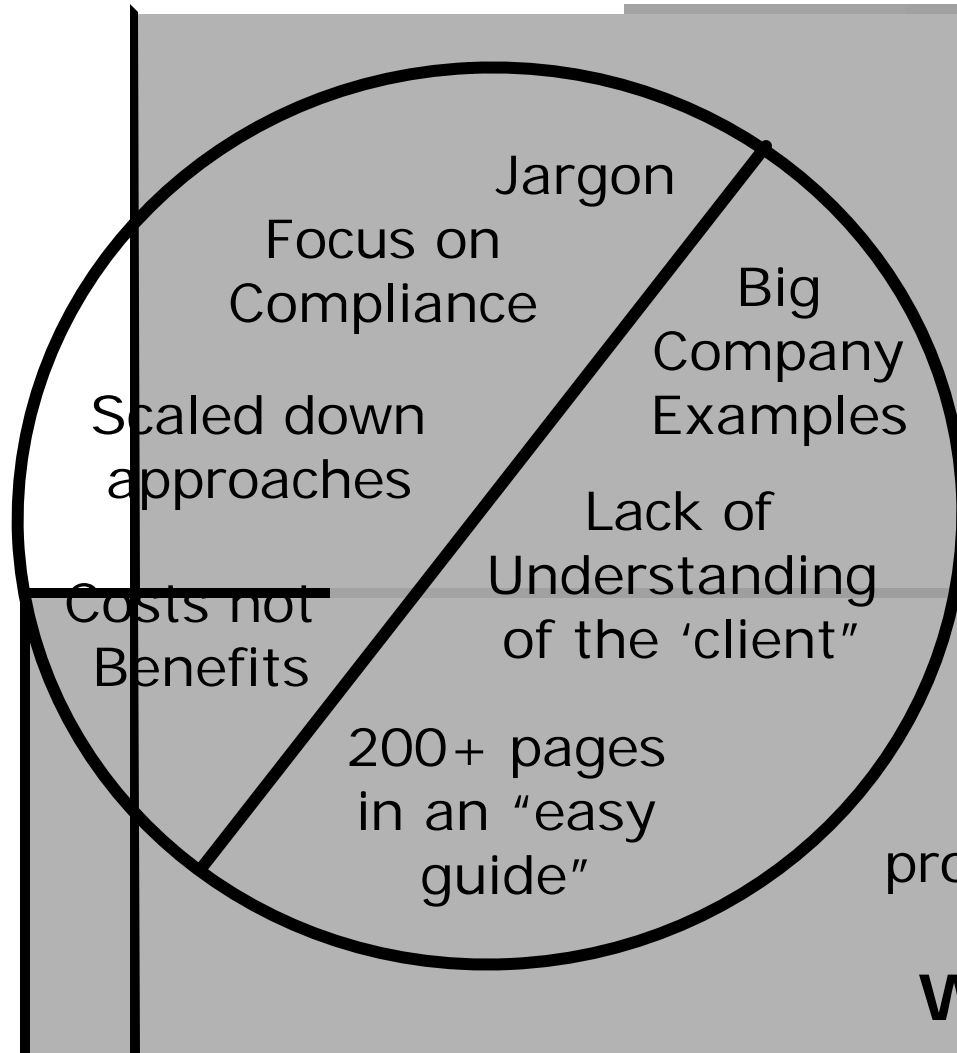 Jargon
Focus on
Compliance
Big
Company
Examples
Scaled down
approaches
Lack of
Understanding
of the ‘client”
Costs not
Benefits
200+ pages
in an “easy
guide”